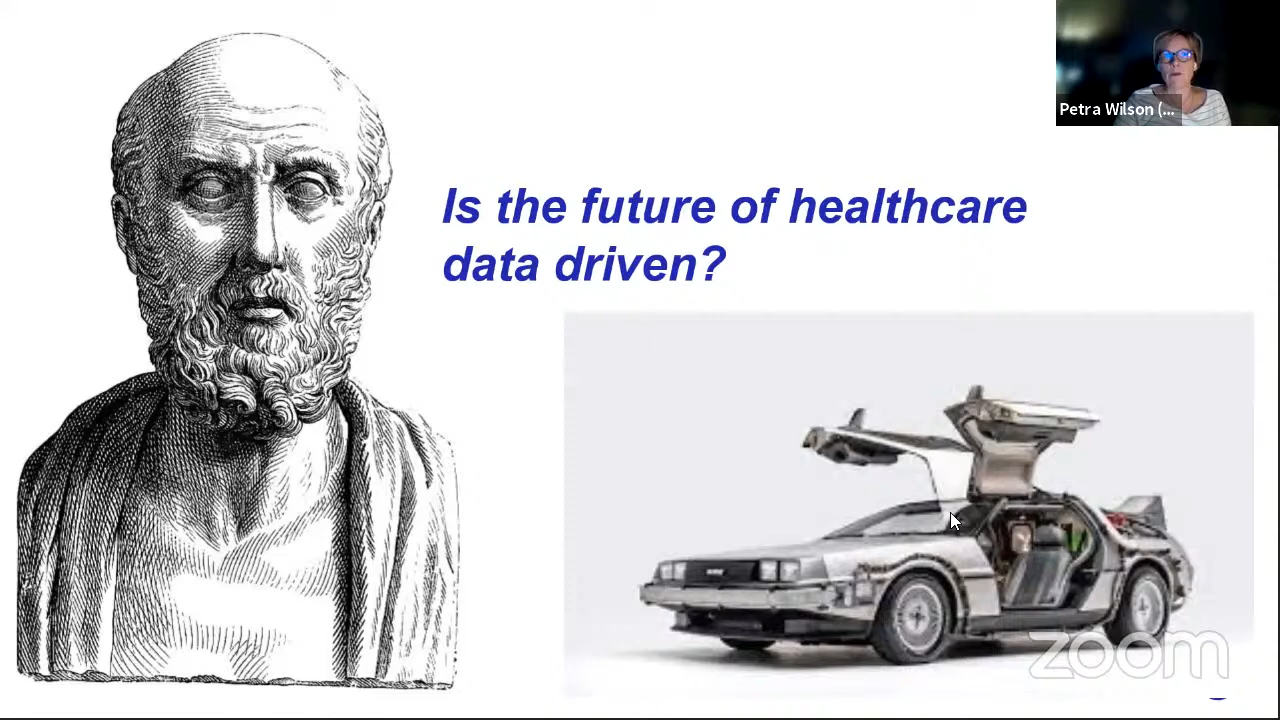 Petra Wilson (...
Is the future of healthcare
data driven?
zoom